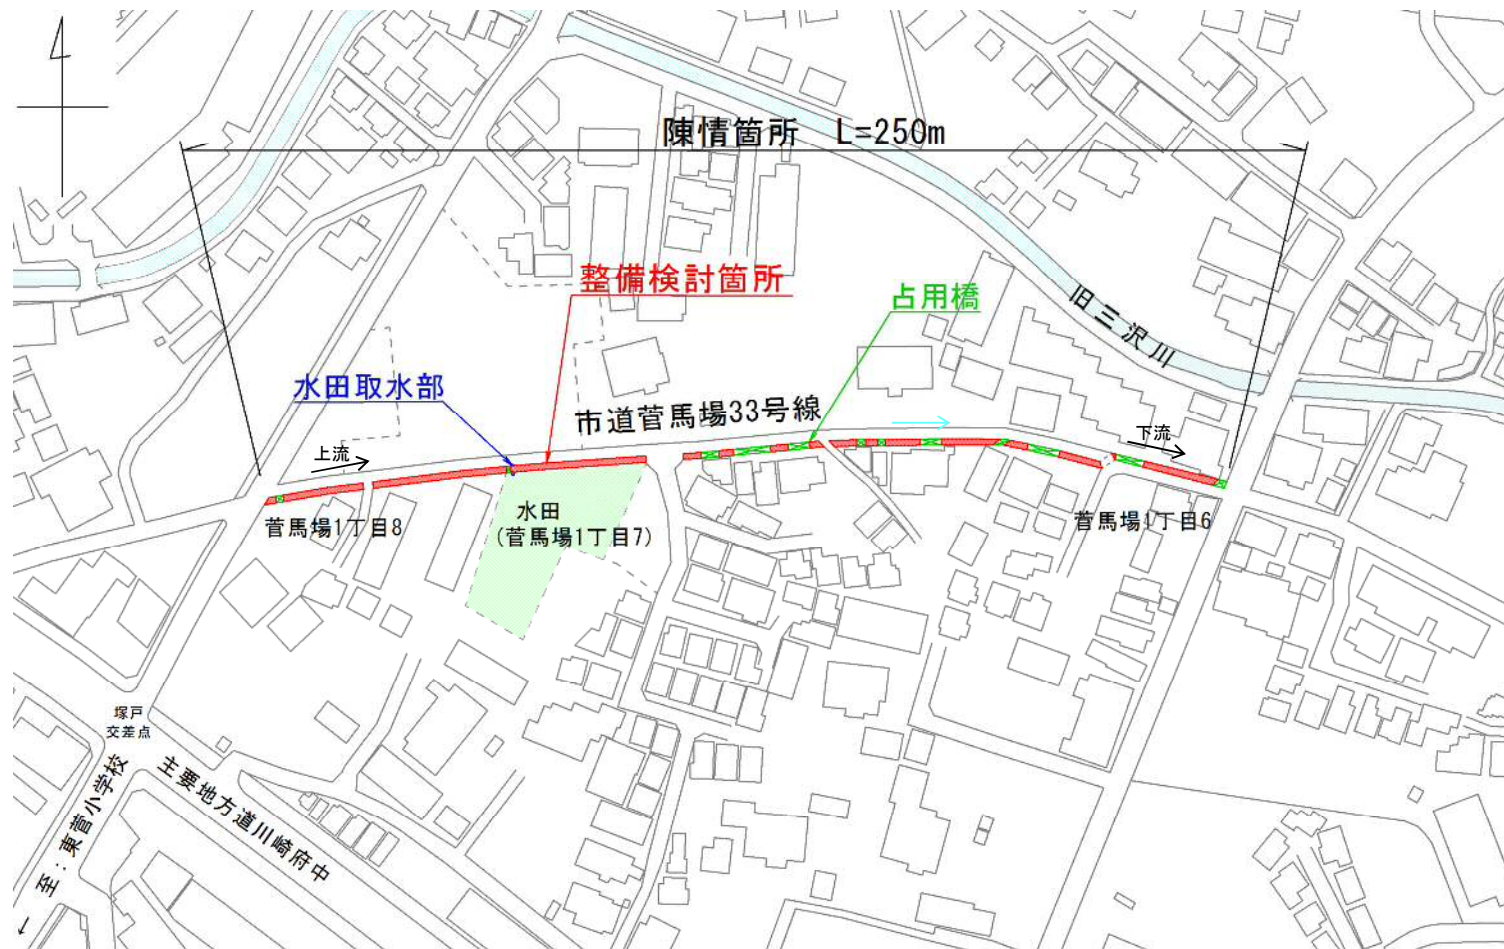 陳情箇所 L=250m
整備検討箇所
占用橋
旧三沢川
水田取水部
市道菅馬場33号線
上流
下流
菅馬場1丁目8
水田
(菅馬場1丁目7)
菅馬場1丁目6
塚戸
交差点
主要地方道川崎府中
← 至：東菅小学校